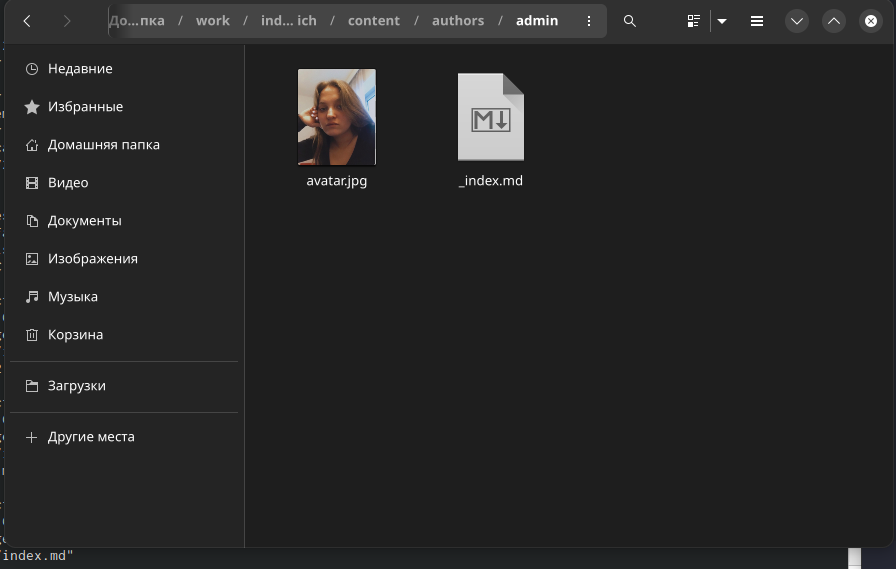 До…пка / work / ind… ich / content / authors / admin
Недавние
Избранные
Домашняя папка
Видео
Документы
Изображения
Музыка
Корзина
Загрузки
Другие места
avatar.jpg
_index.md
M
index.md"